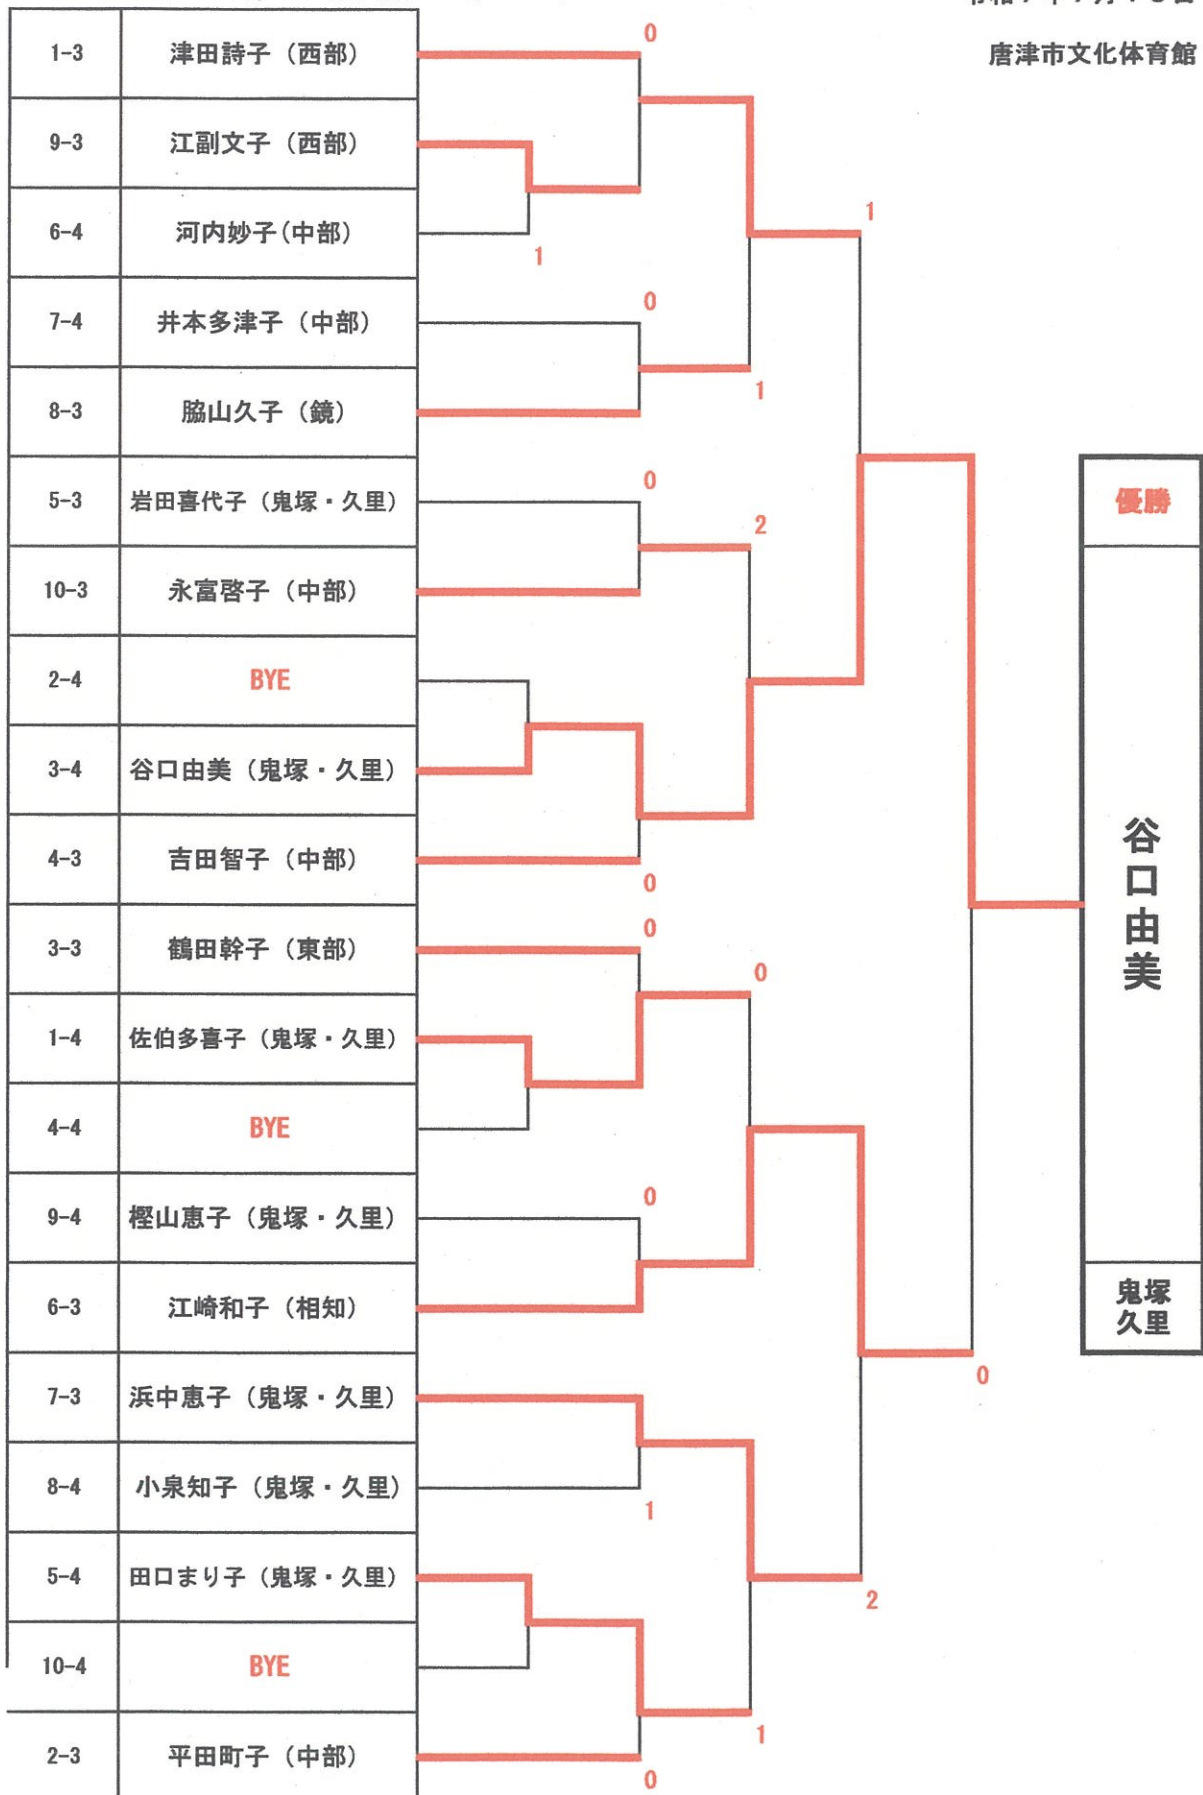 唐津市文化体育館
1-3 津田詩子（西部）
0
9-3 江副文子（西部）
6-4 河内妙子(中部)
1
1
7-4 井本多津子（中部）
0
8-3 脇山久子（鏡）
1
5-3 岩田喜代子（鬼塚・久里）
0
優勝
10-3 永富啓子（中部）
2
2-4 BYE
3-4 谷口由美（鬼塚・久里）
4-3 吉田智子（中部）
0
谷口由美
3-3 鶴田幹子（東部）
0
0
1-4 佐伯多喜子（鬼塚・久里）
4-4 BYE
9-4 樫山恵子（鬼塚・久里）
0
6-3 江崎和子（相知）
鬼塚
久里
0
7-3 浜中恵子（鬼塚・久里）
8-4 小泉知子（鬼塚・久里）
1
5-4 田口まり子（鬼塚・久里）
2
10-4 BYE
1
2-3 平田町子（中部）
0